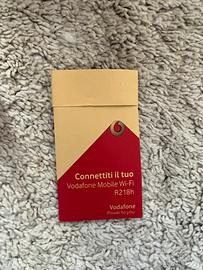 Connettiti il tuo
Vodafone Mobile Wi-Fi
R218h
Vodafone
Power to you